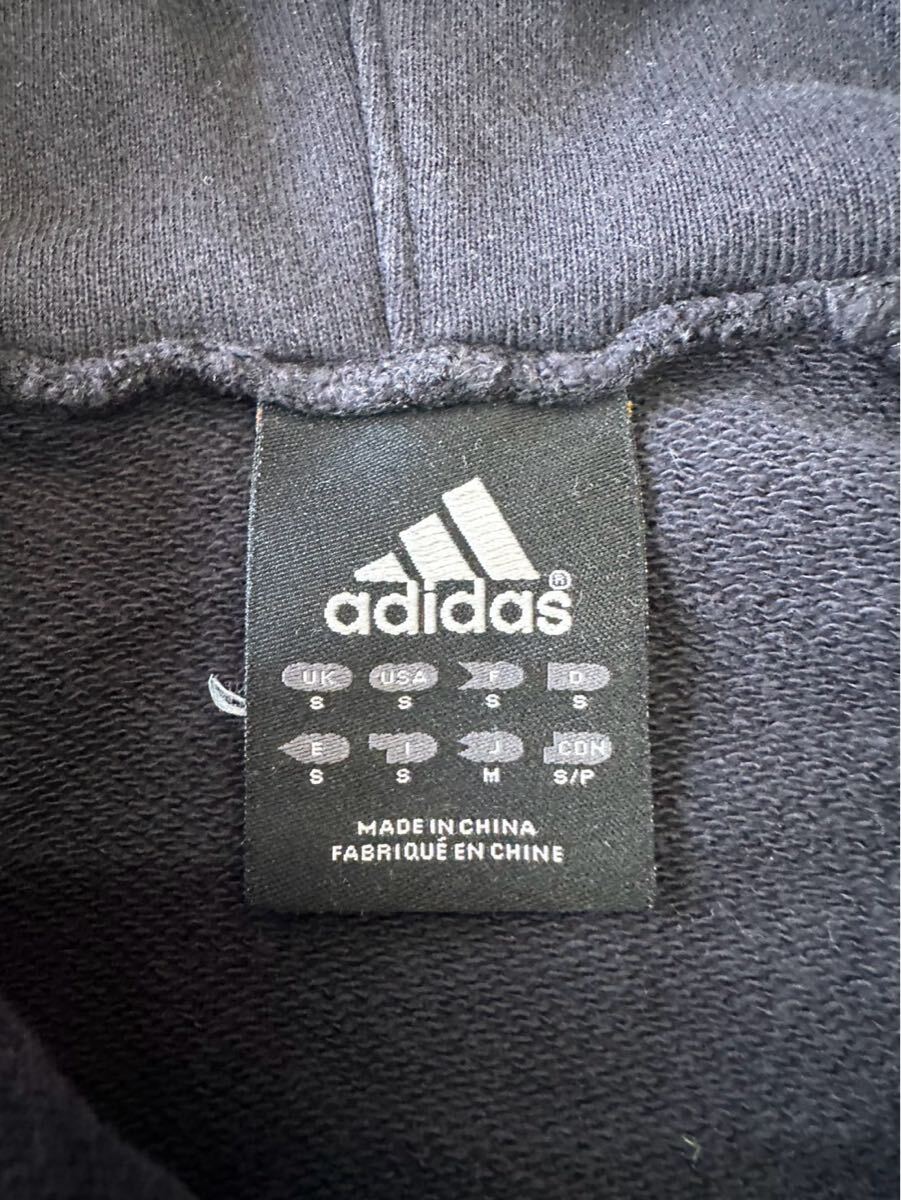 adidas®
UK USA F D
S S S S
E I J CDN
S S M S/P
MADE IN CHINA
FABRIQUÉ EN CHINE